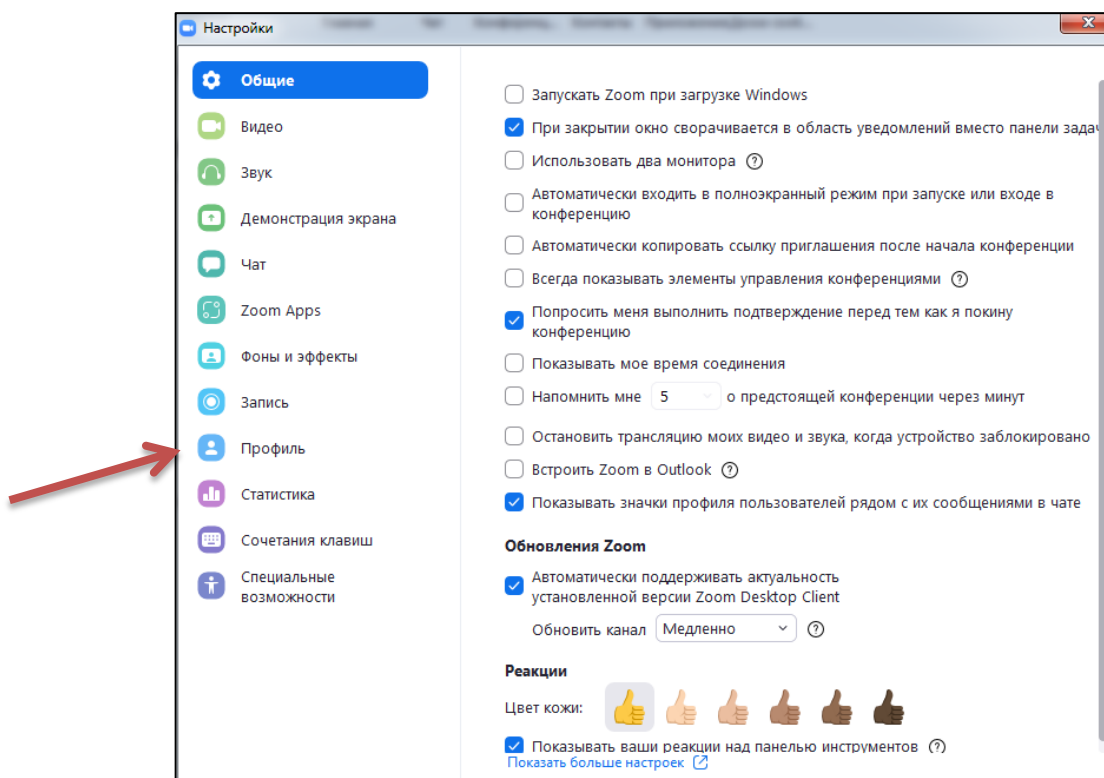 Настройки
Общие
Видео
Звук
Демонстрация экрана
Чат
Zoom Apps
Фоны и эффекты
Запись
Профиль
Статистика
Сочетания клавиш
Специальные
возможности
Запускать Zoom при загрузке Windows
При закрытии окно сворачивается в область уведомлений вместо панели
Использовать два монитора ?
Автоматически входить в полноэкранный режим при запуске или входе в
конференцию
Автоматически копировать ссылку приглашения после начала конференции
Всегда показывать элементы управления конференциями ?
Попросить меня выполнить подтверждение перед тем как я покину
конференцию
Показывать мое время соединения
Напомнить мне 5 о предстоящей конференции через минут
Остановить трансляцию моих видео и звука, когда устройство заблокировано
Встроить Zoom в Outlook ?
Показывать значки профиля пользователей рядом с их сообщениями в чате
Обновления Zoom
Автоматически поддерживать актуальность
установленной версии Zoom Desktop Client
Обновить канал Медленно ?
Реакции
Цвет кожи:
Показывать ваши реакции над панелью инструментов ?
Показать больше настроек